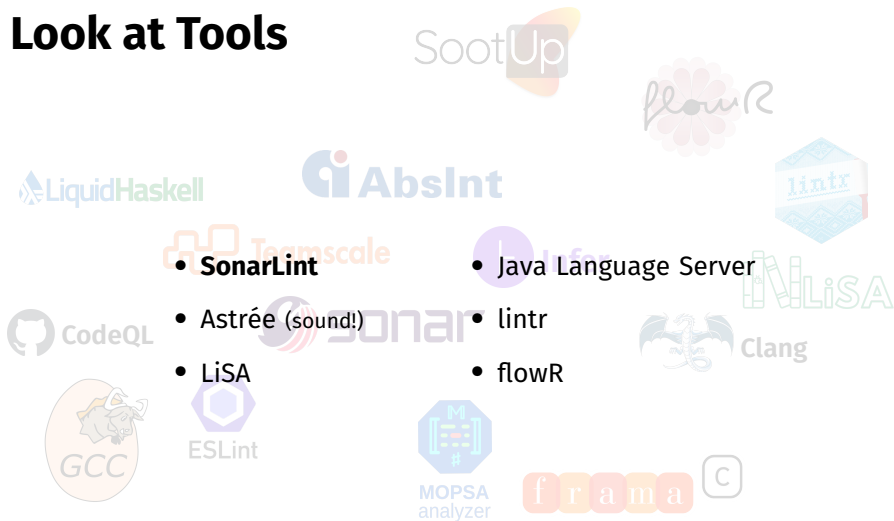 Look at Tools
SootUp
flowR
lintr
LiquidHaskell
AbsInt
Teamscale
Infer
• SonarLint
• Java Language Server
LiSA
• Astrée (sound!)
• lintr
CodeQL
sonar
Clang
• LiSA
• flowR
GCC
ESLint
M
#
MOPSA
analyzer
frama
C